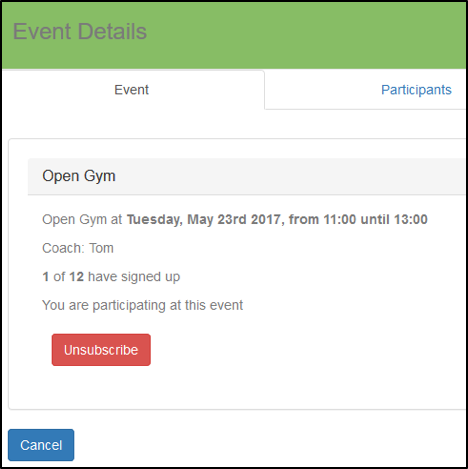 Event Details
Event Participants
Open Gym
Open Gym at Tuesday, May 23rd 2017, from 11:00 until 13:00
Coach: Tom
1 of 12 have signed up
You are participating at this event
Unsubscribe
Cancel